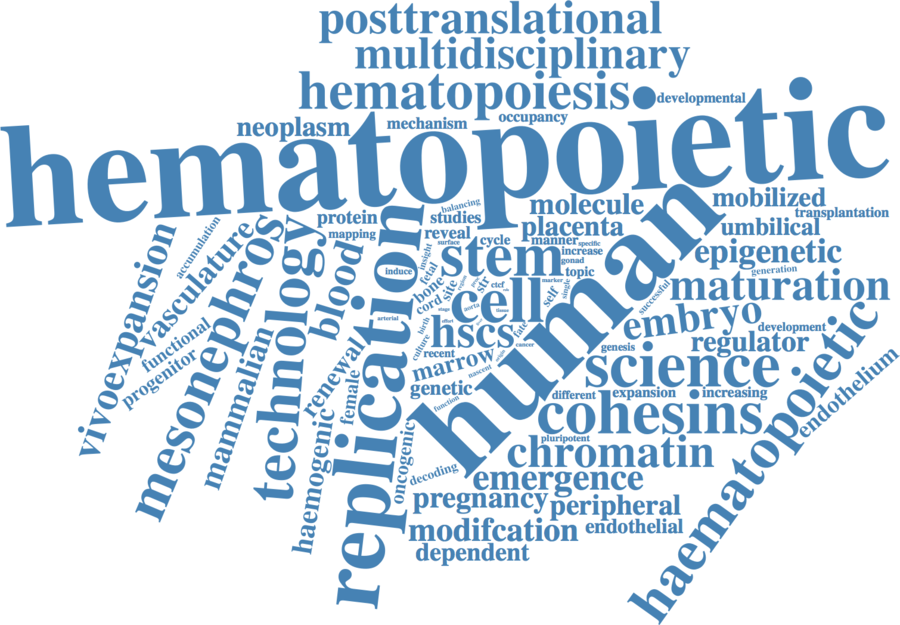 posttranslational
multidisciplinary
hematopoiesis
developmental
occupancy
mechanism
neoplasm
hematopoietic
human
replication
molecule
mobilized
transplantation
placenta
umbilical
balancing
studies
protein
mapping
reveal
surface
cycle
manner
specific
increase
gonad
topic
stem
epigenetic
generation
maturation
successful
cell
hscs
embryo
development
regulator
genesis
science
vivoexpansion
accumulation
vasculature
mesonephros
technology
blood
functional
progenitor
mammalian
renewal
female
haemogenic
oncogenic
induce
arterial
insight
fetal
bone
cord
site
sir
ctcf
marker
single
self
aorta
tissue
stage
effort
culture
birth
fate
cancer
recent
marrow
nascent
genetic
function
different
expansion
increasing
cohesins
haematopoietic
endothelium
pluripotent
chromatin
decoding
emergence
pregnancy
peripheral
modifcation
endothelial
dependent